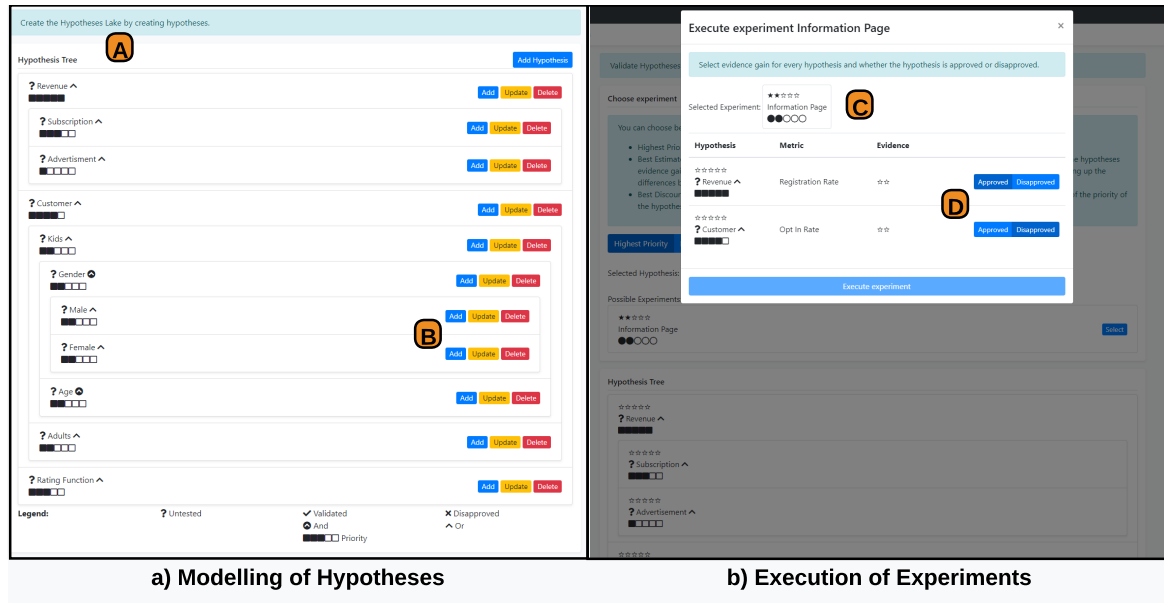 Create the Hypotheses Lake by creating hypotheses.
A
Hypothesis Tree
Add Hypothesis
? Revenue
Add Update Delete
? Subscription
Add Update Delete
? Advertisment
Add Update Delete
? Customer
Add Update Delete
? Kids
Add Update Delete
? Gender
Add Update Delete
? Male
Add Update Delete
B
? Female
Add Update Delete
? Age
Add Update Delete
? Adults
Add Update Delete
? Rating Function
Add Update Delete
Legend: ? Untested ✓ Validated ✕ Disapproved
And Or
Priority
a) Modelling of Hypotheses
Execute experiment Information Page ×
Select evidence gain for every hypothesis and whether the hypothesis is approved or disapproved.
★★☆☆☆
Selected Experiment: Information Page
●●○○○
C
Hypothesis Metric Evidence
☆☆☆☆☆
? Revenue Registration Rate ☆☆ Approved Disapproved
D
☆☆☆☆☆
? Customer Opt In Rate ☆☆ Approved Disapproved
Execute experiment
Validate Hypotheses
Choose experiment
You can choose be
Highest Prio
Best Estimat
e hypotheses
evidence gai
ng up the
differences b
Best Discou
f the priority of
the hypothe
Highest Priority
Selected Hypothesis:
Possible Experiments
★★☆☆☆
Information Page
●●○○○
Select
Hypothesis Tree
☆☆☆☆☆
? Revenue
☆☆☆☆☆
? Subscription
☆☆☆☆☆
? Advertisement
☆☆☆☆☆
b) Execution of Experiments